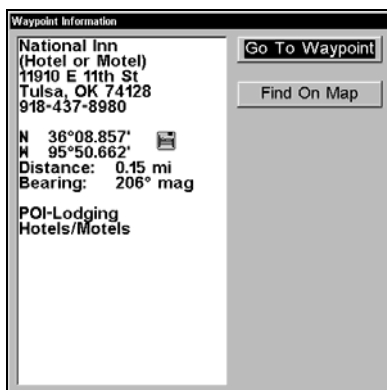 Waypoint Information
National Inn
(Hotel or Motel)
11910 E 11th St
Tulsa, OK 74128
918-437-8980
N 36°08.857'
W 95°50.662'
Distance: 0.15 mi
Bearing: 206° mag
POI-Lodging
Hotels/Motels
Go To Waypoint
Find On Map